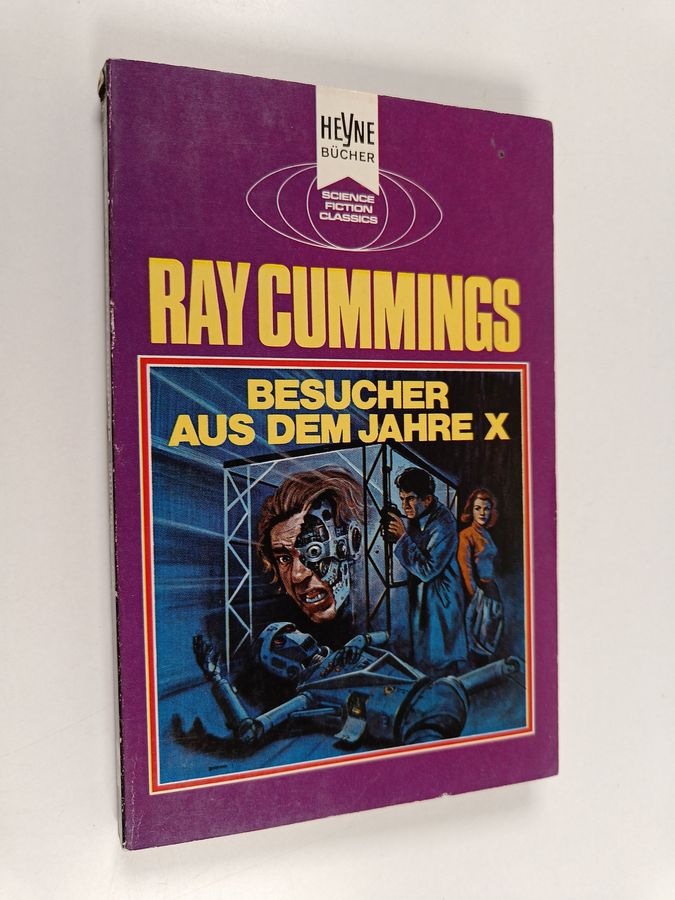 HEYNE
BÜCHER
SCIENCE
FICTION
CLASSICS
RAY CUMMINGS
BESUCHER
AUS DEM JAHRE X